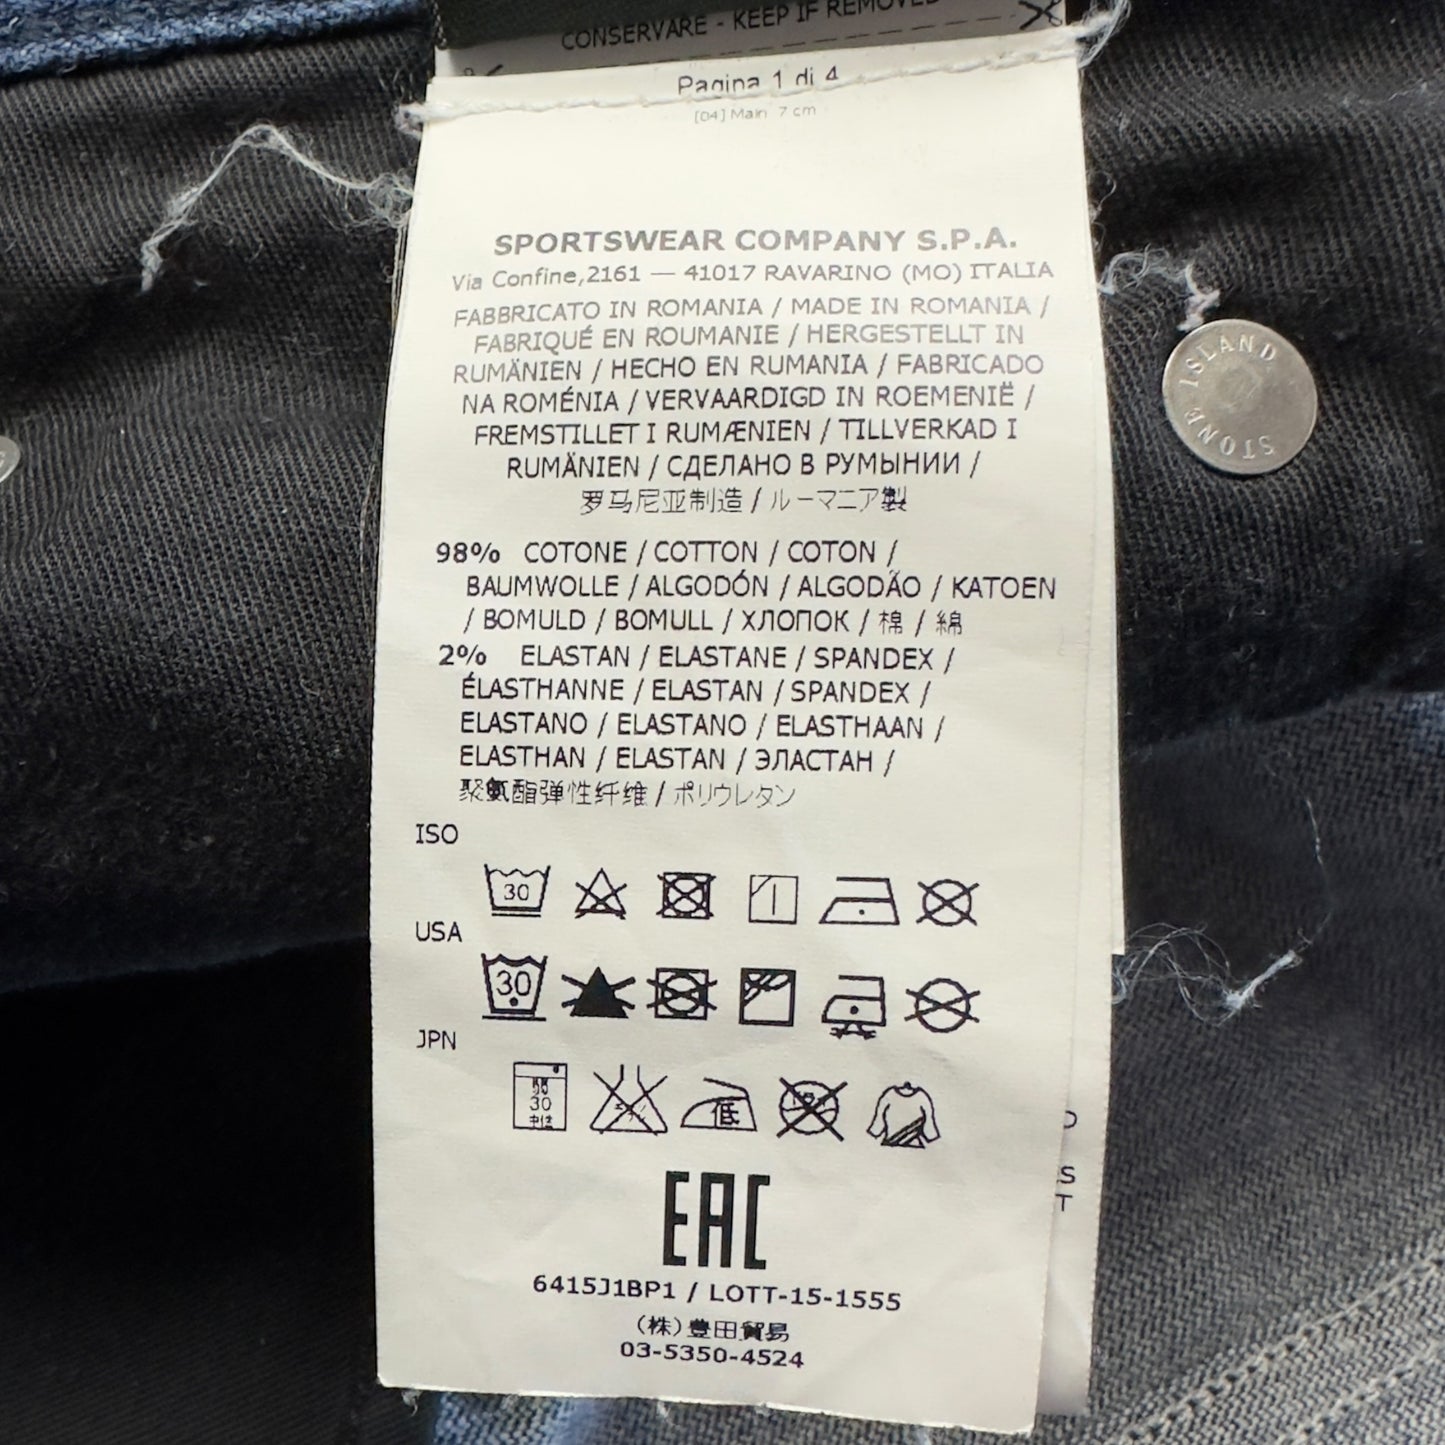 CONSERVARE - KEEP IF REMOVED
Pagina 1 di 4
[04] Main 7 cm
SPORTSWEAR COMPANY S.P.A.
Via Confine,2161 — 41017 RAVARINO (MO) ITALIA
FABBRICATO IN ROMANIA / MADE IN ROMANIA /
FABRIQUÉ EN ROUMANIE / HERGESTELLT IN
RUMÄNIEN / HECHO EN RUMANIA / FABRICADO
NA ROMÉNIA / VERVAARDIGD IN ROEMENIË /
FREMSTILLET I RUMÆNIEN / TILLVERKAD I
RUMÄNIEN / СДЕЛАНО В РУМЫНИИ /
罗马尼亚制造 / ルーマニア製
98% COTONE / COTTON / COTON /
BAUMWOLLE / ALGODÓN / ALGODÃO / KATOEN
/ BOMULD / BOMULL / ХЛОПОК / 棉 / 綿
2% ELASTAN / ELASTANE / SPANDEX /
ÉLASTHANNE / ELASTAN / SPANDEX /
ELASTANO / ELASTANO / ELASTHAAN /
ELASTHAN / ELASTAN / ЭЛАСТАН /
聚氨酯弹性纤维 / ポリウレタン
ISO
30
USA
30
JPN
30
中性
低
EAC
6415J1BP1 / LOTT-15-1555
(株)豊田貿易
03-5350-4524
STONE ISLAND
D
S
T